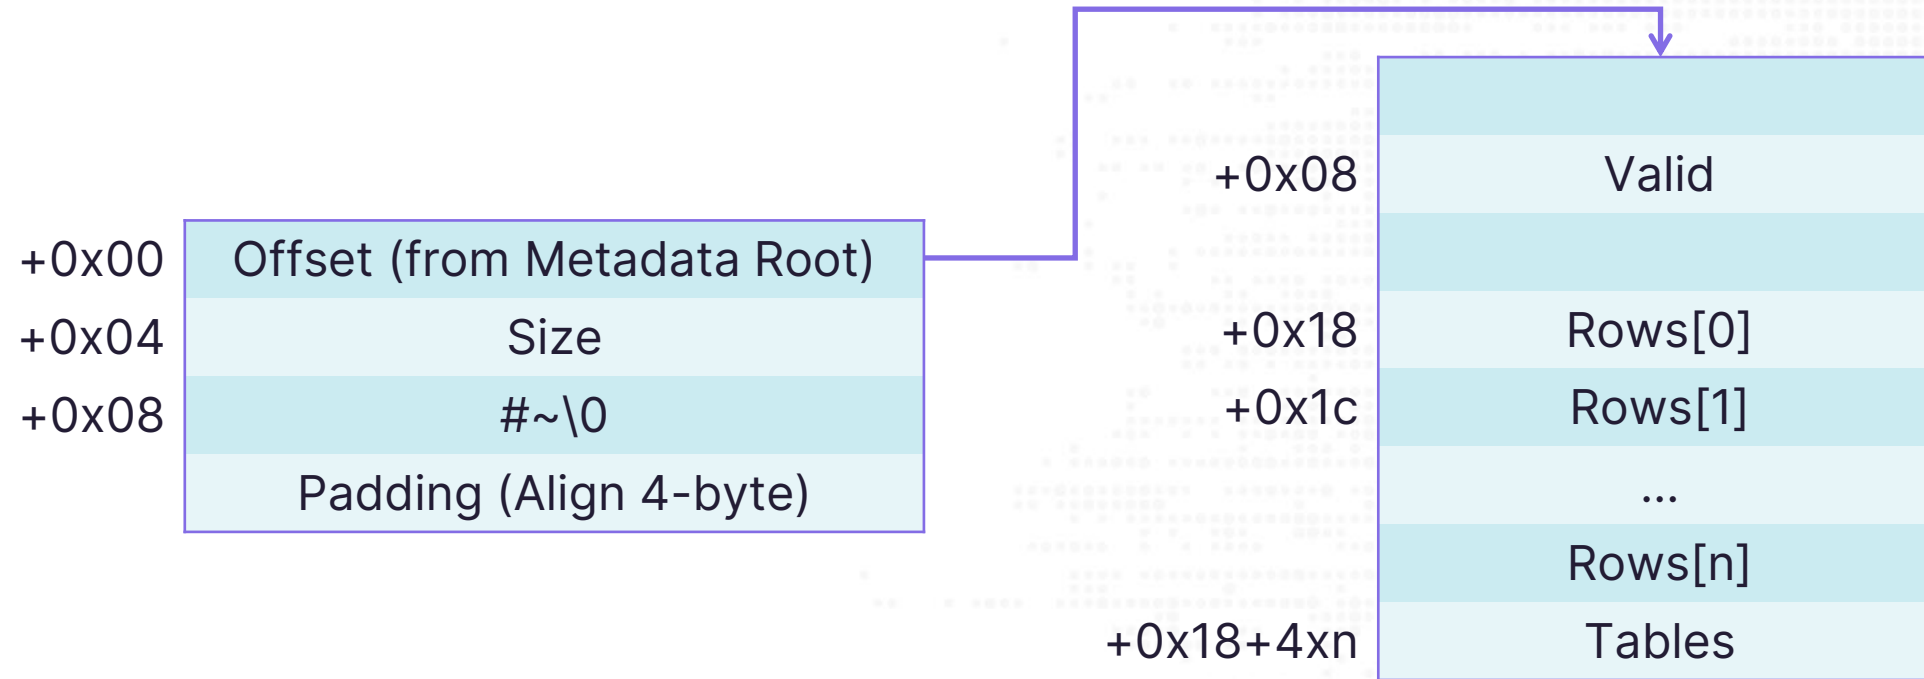 +0x00 Offset (from Metadata Root)
+0x04 Size
+0x08 #~\0
Padding (Align 4-byte)
+0x08 Valid
+0x18 Rows[0]
+0x1c Rows[1]
...
Rows[n]
+0x18+4xn Tables